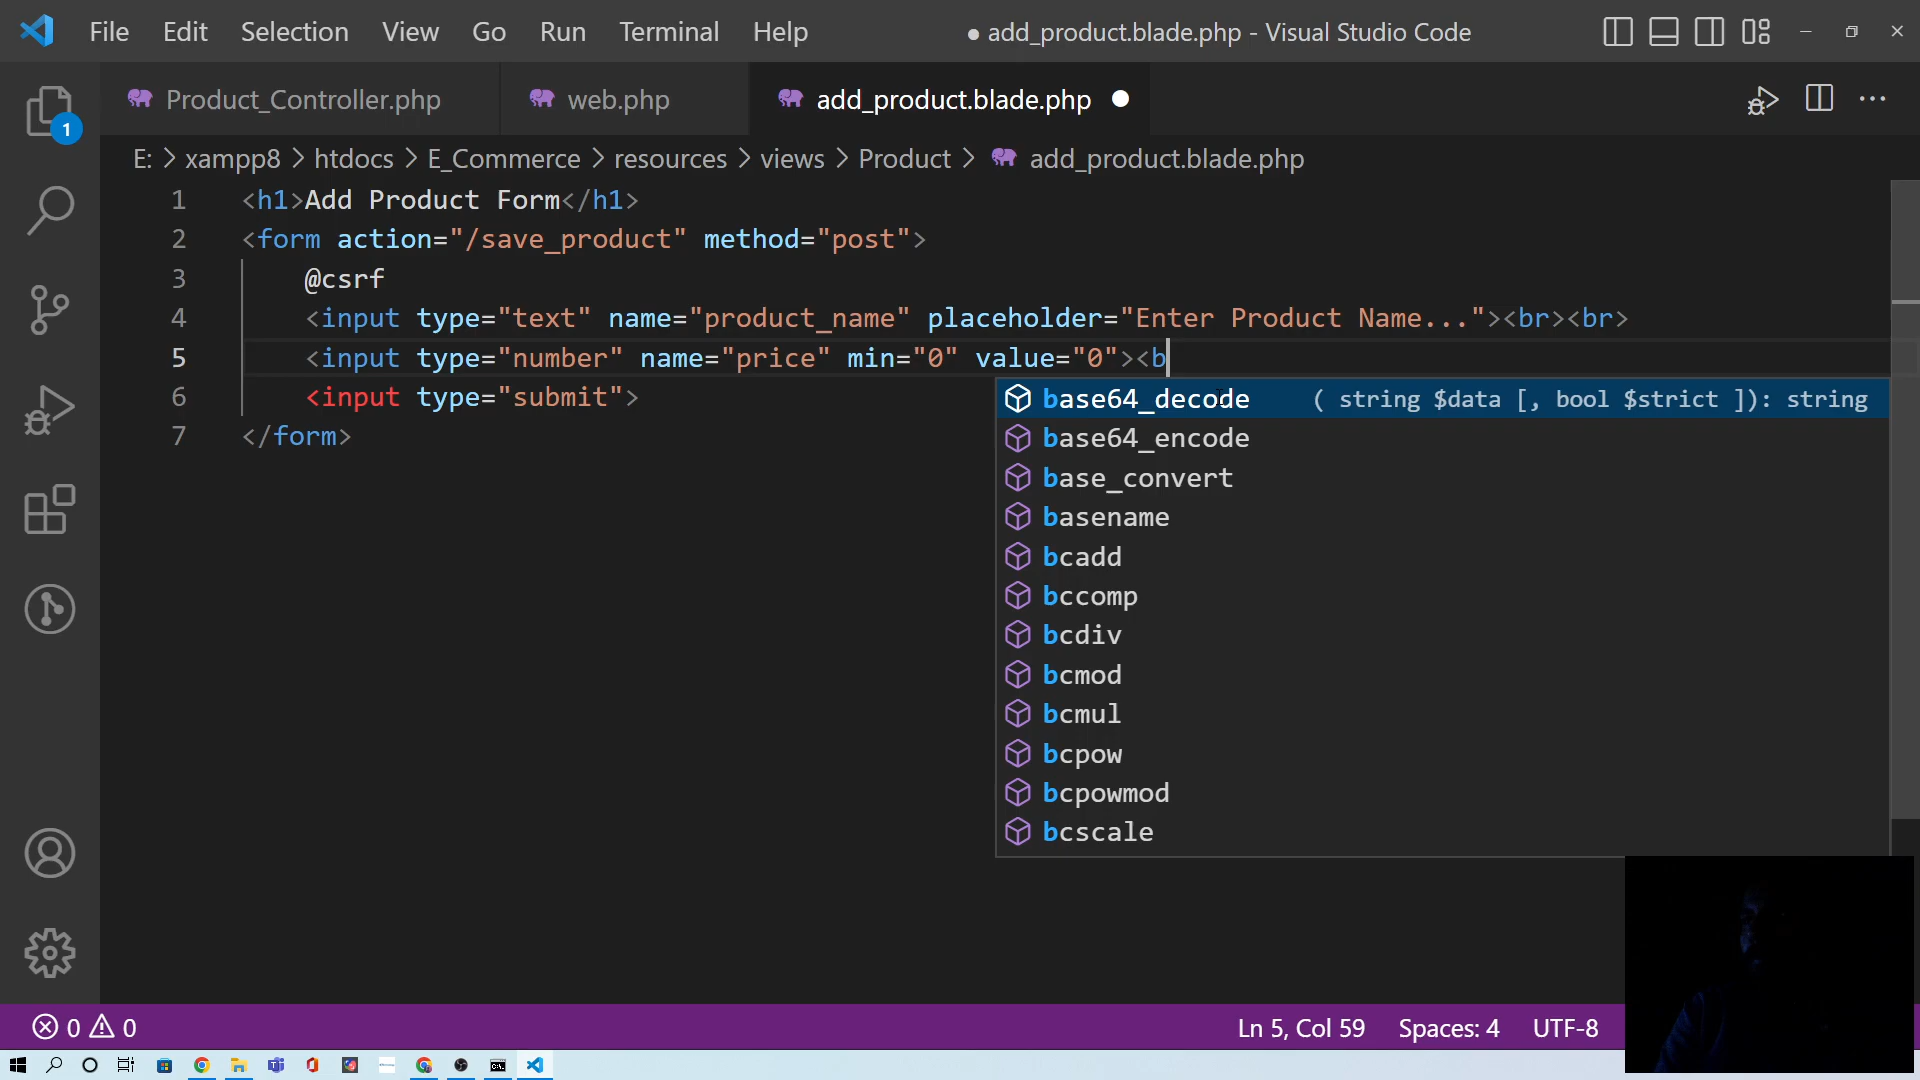 File Edit Selection View Go Run Terminal Help ● add_product.blade.php - Visual Studio Code
Product_Controller.php web.php add_product.blade.php
1
E: > xampp8 > htdocs > E_Commerce > resources > views > Product > add_product.blade.php
1 <h1>Add Product Form</h1>
2 <form action="/save_product" method="post">
3 @csrf
4 <input type="text" name="product_name" placeholder="Enter Product Name..."><br><br>
5 <input type="number" name="price" min="0" value="0"><b
6 <input type="submit">
7 </form>
base64_decode ( string $data [, bool $strict ]): string
base64_encode
base_convert
basename
bcadd
bccomp
bcdiv
bcmod
bcmul
bcpow
bcpowmod
bcscale
0 0 Ln 5, Col 59 Spaces: 4 UTF-8